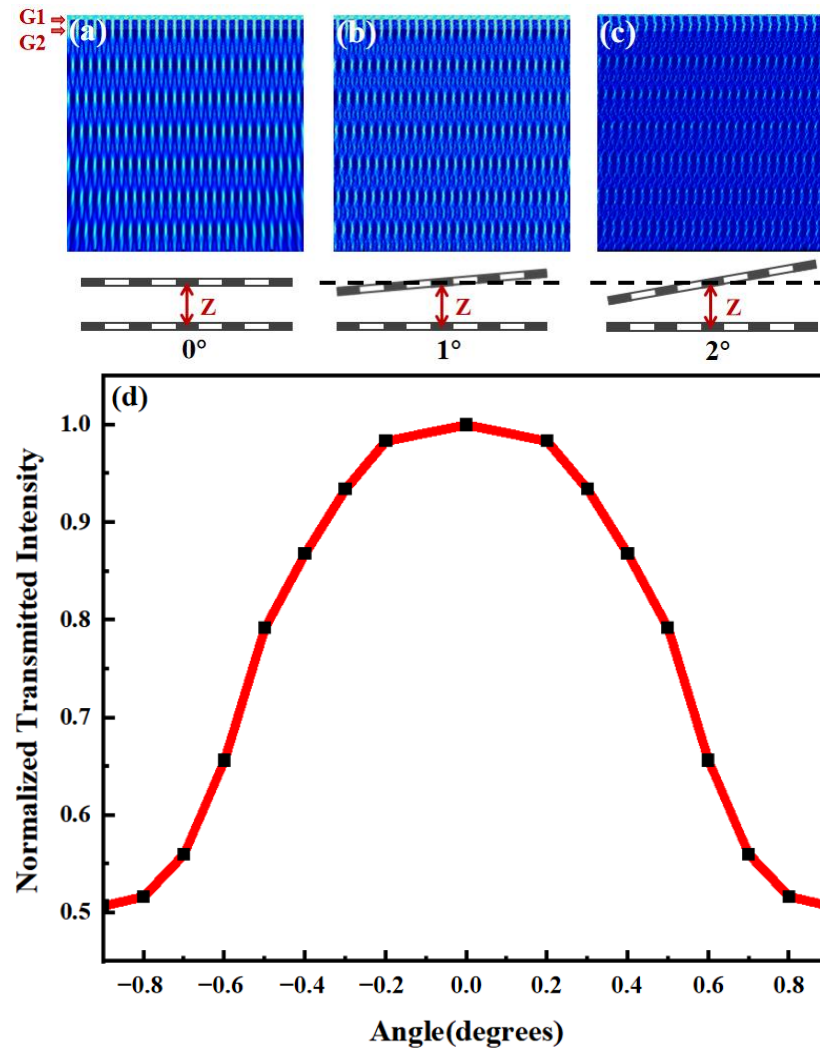 G1
G2
(a)
(b)
(c)
Z
Z
Z
0°
1°
2°
(d)
Normalized Transmitted Intensity
1.0
0.9
0.8
0.7
0.6
0.5
−0.8
−0.6
−0.4
−0.2
0.0
0.2
0.4
0.6
0.8
Angle(degrees)